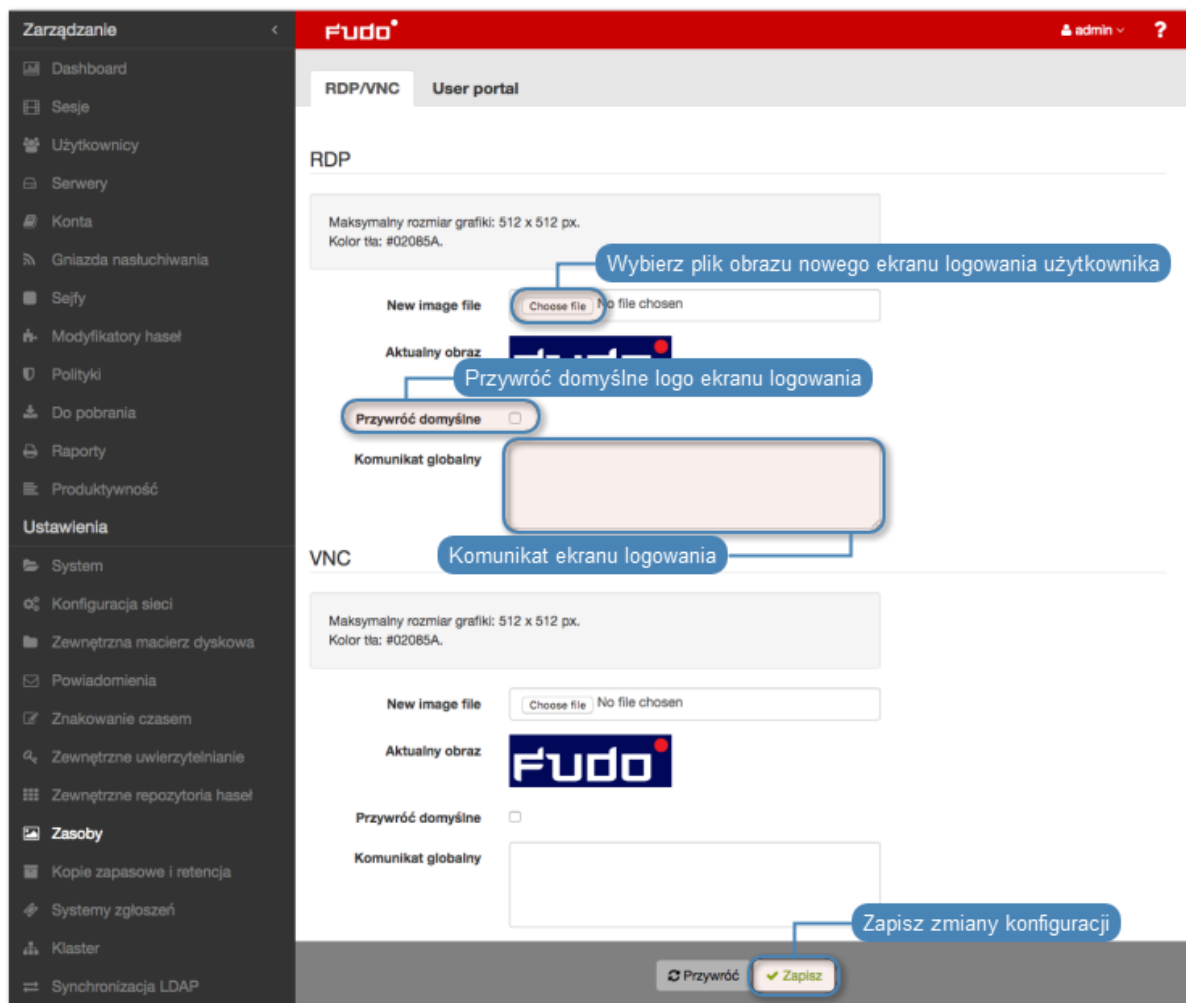 Zarządzanie
Dashboard
Sesje
Użytkownicy
Serwery
Konta
Gniazda nasłuchiwania
Sejfy
Modyfikatory haseł
Polityki
Do pobrania
Raporty
Produktywność
Ustawienia
System
Konfiguracja sieci
Zewnętrzna macierz dyskowa
Powiadomienia
Znakowanie czasem
Zewnętrzne uwierzytelnianie
Zewnętrzne repozytoria haseł
Zasoby
Kopie zapasowe i retencja
Systemy zgłoszeń
Klaster
Synchronizacja LDAP
FUDO
admin ?
RDP/VNC User portal
RDP
Maksymalny rozmiar grafiki: 512 x 512 px.
Kolor tła: #02085A.
Wybierz plik obrazu nowego ekranu logowania użytkownika
New image file Choose file No file chosen
Aktualny obraz
Przywróć domyślne logo ekranu logowania
Przywróć domyślne
Komunikat globalny
Komunikat ekranu logowania
VNC
Maksymalny rozmiar grafiki: 512 x 512 px.
Kolor tła: #02085A.
New image file Choose file No file chosen
Aktualny obraz FUDO
Przywróć domyślne
Komunikat globalny
Zapisz zmiany konfiguracji
Przywróć Zapisz